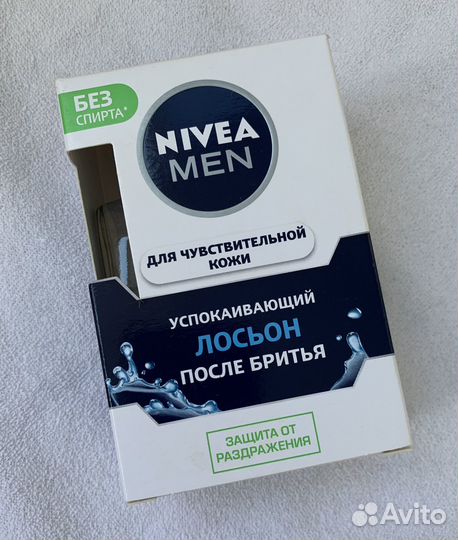 БЕЗ
СПИРТА*
NIVEA
MEN
ДЛЯ ЧУВСТВИТЕЛЬНОЙ
КОЖИ
УСПОКАИВАЮЩИЙ
ЛОСЬОН
ПОСЛЕ БРИТЬЯ
ЗАЩИТА ОТ
РАЗДРАЖЕНИЯ
Avito